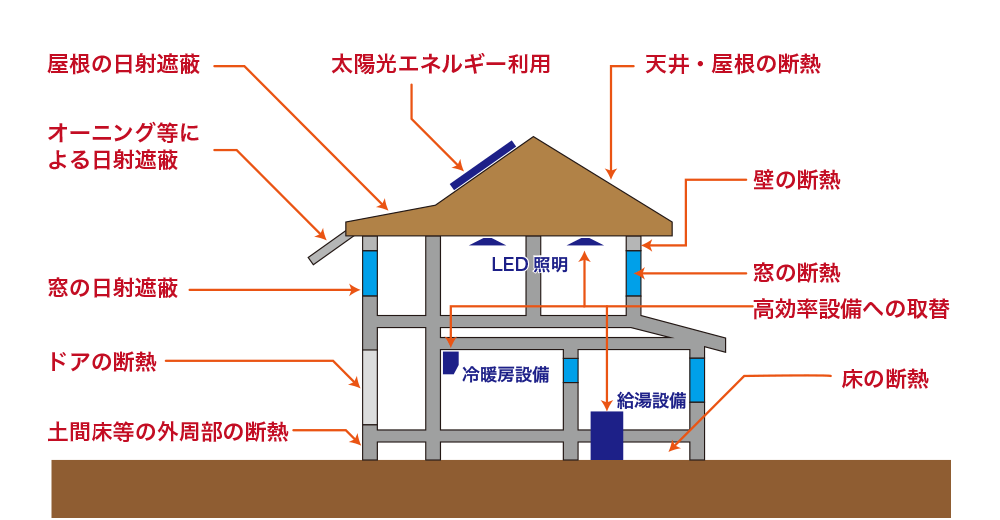 屋根の日射遮蔽
太陽光エネルギー利用
天井・屋根の断熱
オーニング等に
よる日射遮蔽
壁の断熱
LED 照明
窓の断熱
窓の日射遮蔽
高効率設備への取替
ドアの断熱
冷暖房設備
床の断熱
給湯設備
土間床等の外周部の断熱